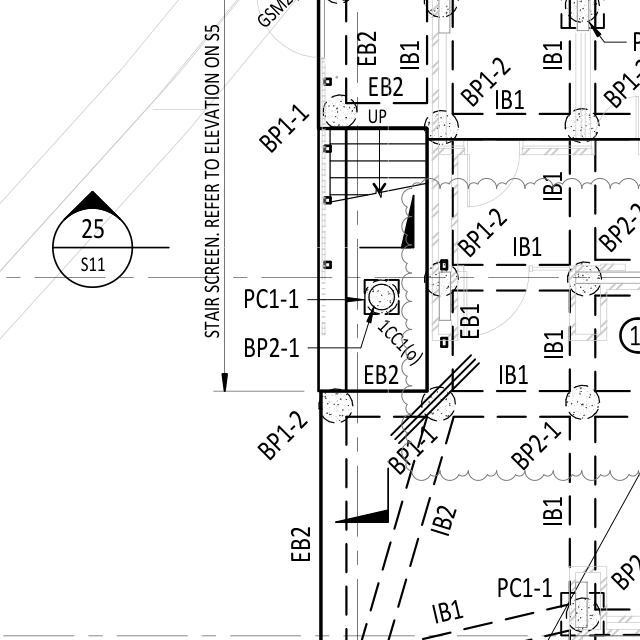 GSM2
EB2
IB1
BP1-2
P
IB1
BP1-
EB2
IB1
BP1-1
UP
STAIR SCREEN. REFER TO ELEVATION ON S5
IB1
25
S11
BP1-2
IB1
BP2-2
PC1-1
BP2-1
1CC1(o)
EB1
IB1
1
EB2
IB1
BP1-2
BP1-1
BP2-1
IB2
IB1
EB2
BP2
PC1-1
IB1